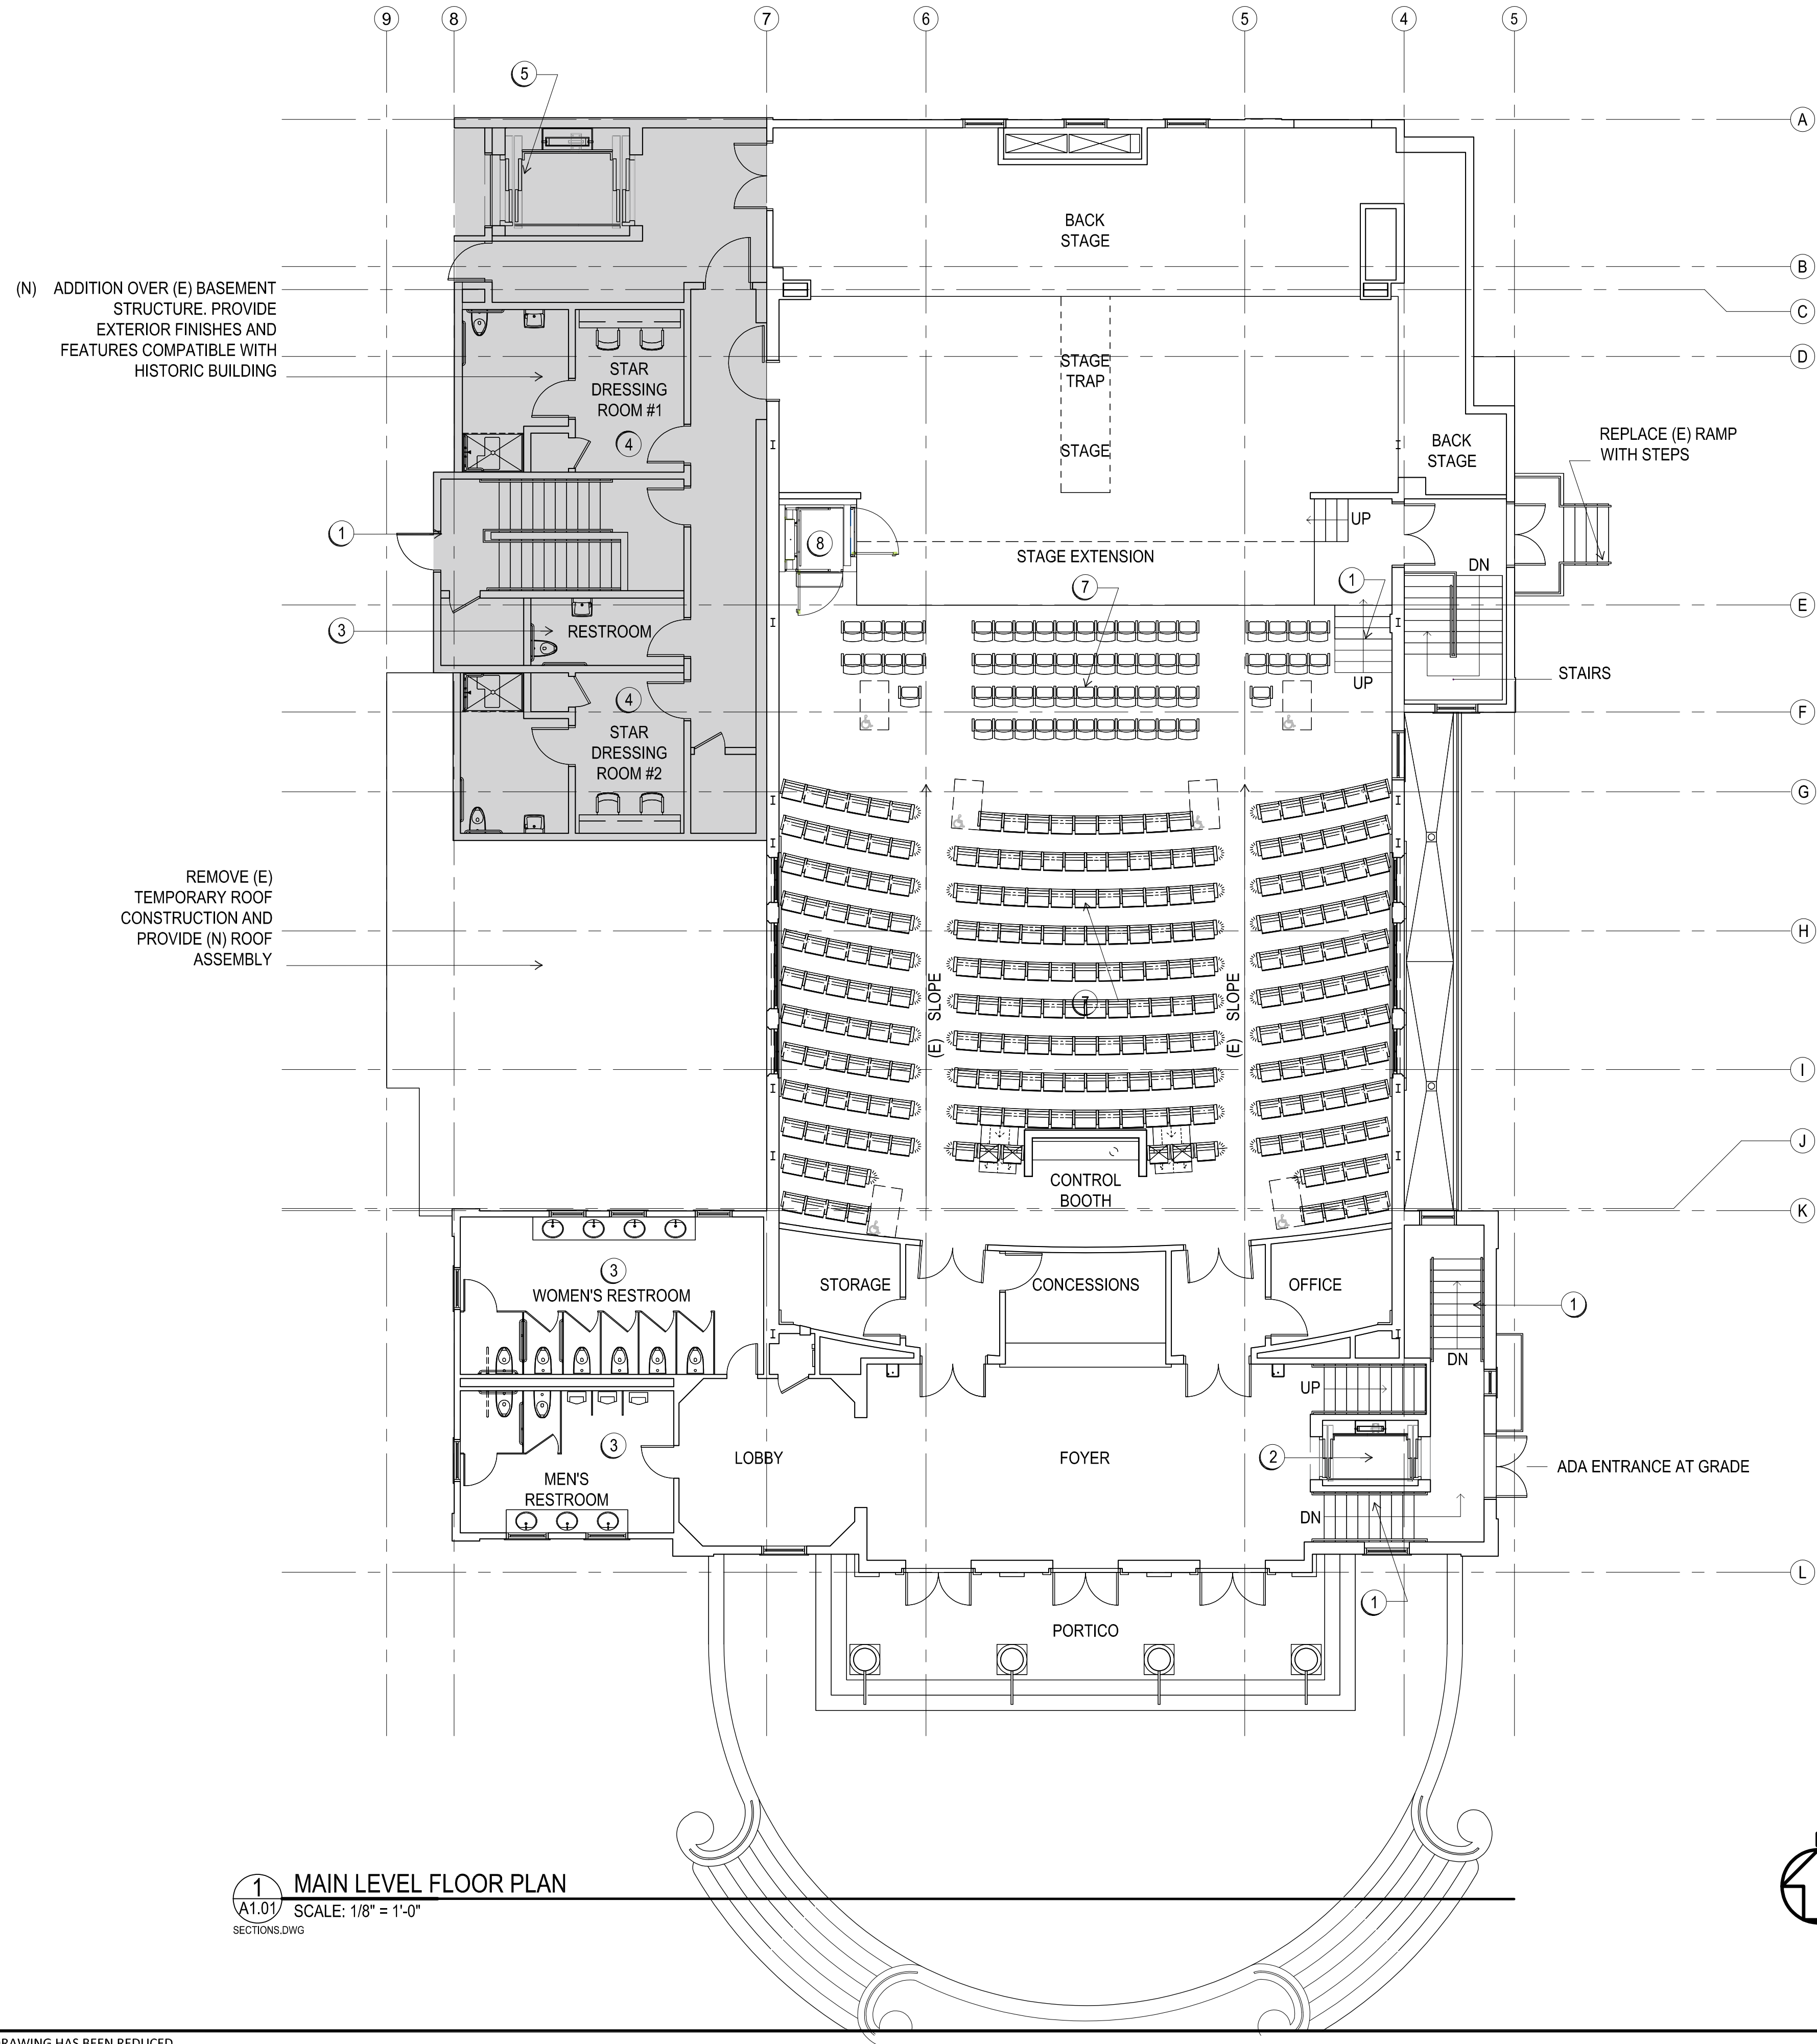 9
8
7
6
5
4
5
5
A
BACK
STAGE
B
(N) ADDITION OVER (E) BASEMENT
STRUCTURE. PROVIDE
EXTERIOR FINISHES AND
FEATURES COMPATIBLE WITH
HISTORIC BUILDING
C
D
STAR
DRESSING
ROOM #1
4
STAGE
TRAP
STAGE
BACK
STAGE
REPLACE (E) RAMP
WITH STEPS
1
8
UP
STAGE EXTENSION
DN
7
1
E
3
RESTROOM
STAIRS
UP
4
STAR
DRESSING
ROOM #2
F
G
REMOVE (E)
TEMPORARY ROOF
CONSTRUCTION AND
PROVIDE (N) ROOF
ASSEMBLY
H
(E) SLOPE
7
(E) SLOPE
I
J
CONTROL
BOOTH
K
3
WOMEN'S RESTROOM
STORAGE
CONCESSIONS
OFFICE
1
DN
UP
3
MEN'S
RESTROOM
LOBBY
FOYER
2
ADA ENTRANCE AT GRADE
DN
L
1
PORTICO
1
A1.01
MAIN LEVEL FLOOR PLAN
SCALE: 1/8" = 1'-0"
SECTIONS.DWG